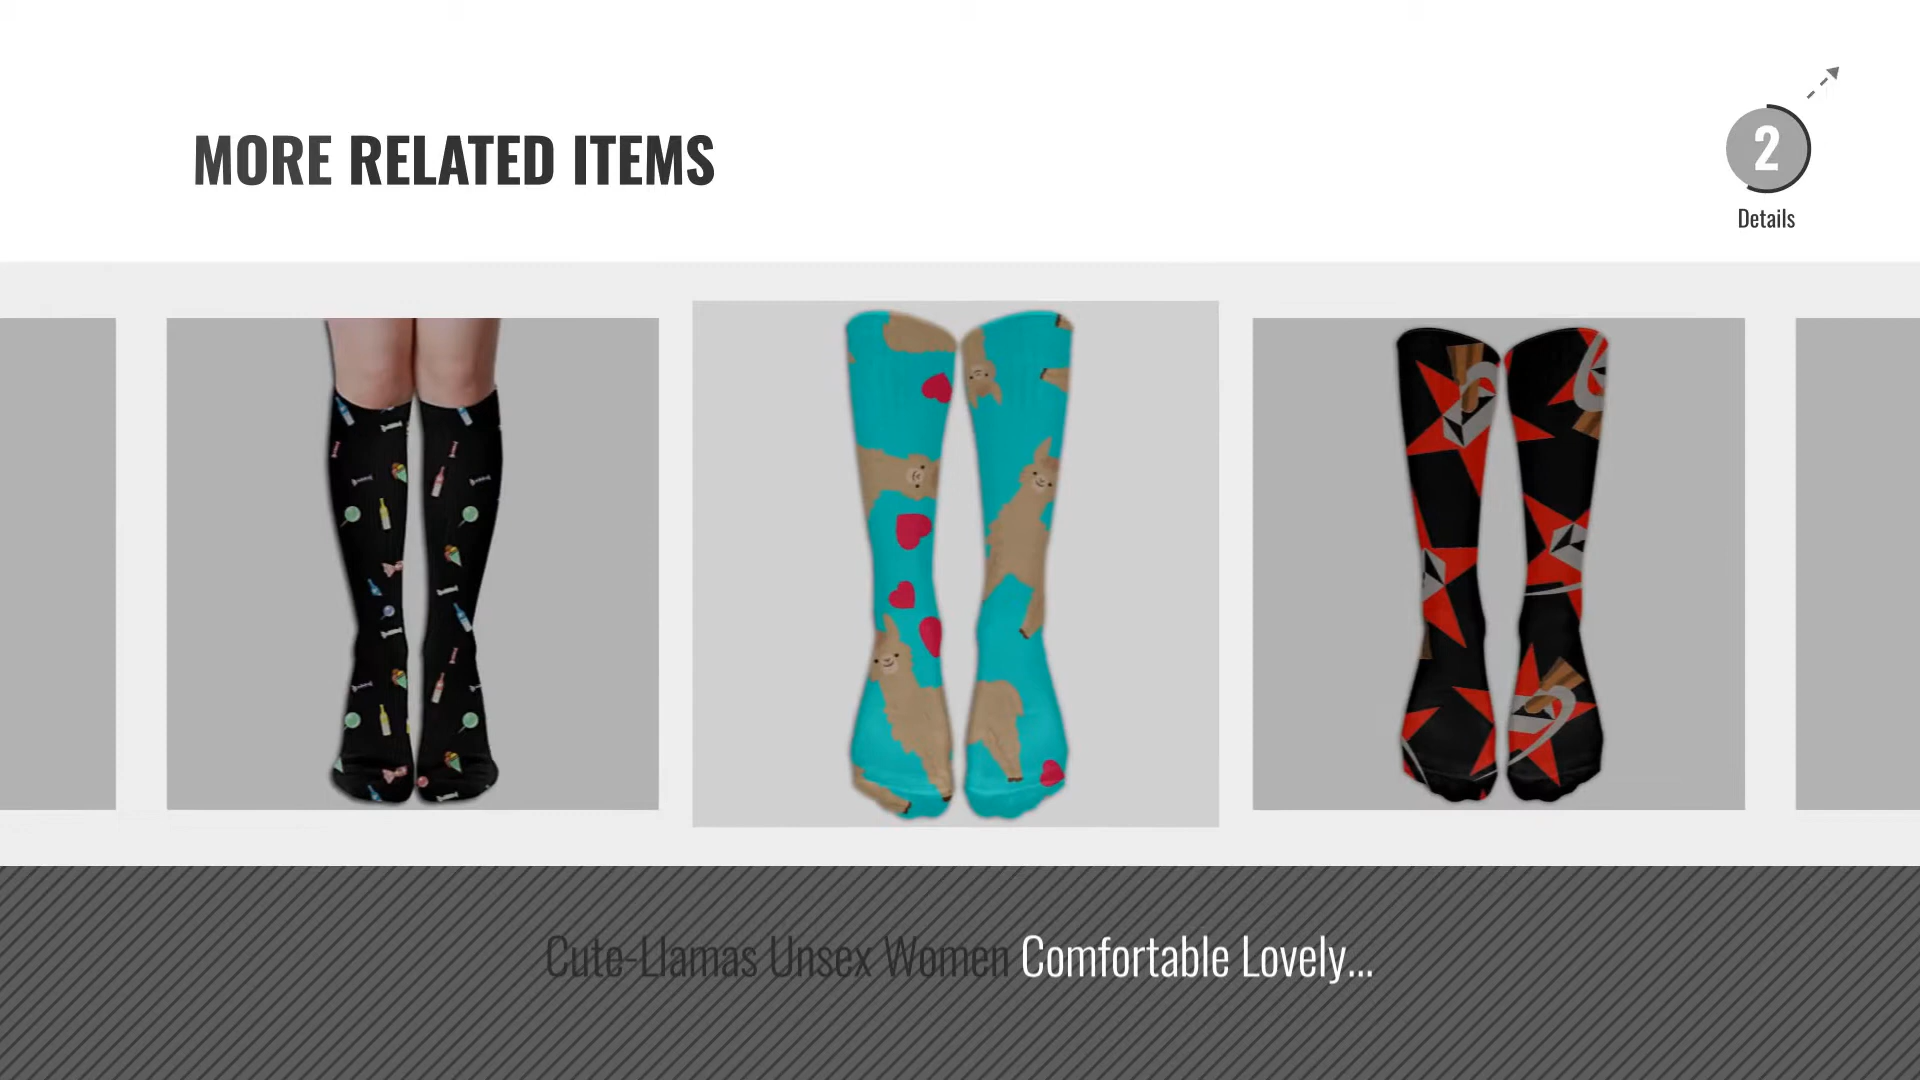 MORE RELATED ITEMS
2
Details
Cute-Llamas Unsex Women Comfortable Lovely...